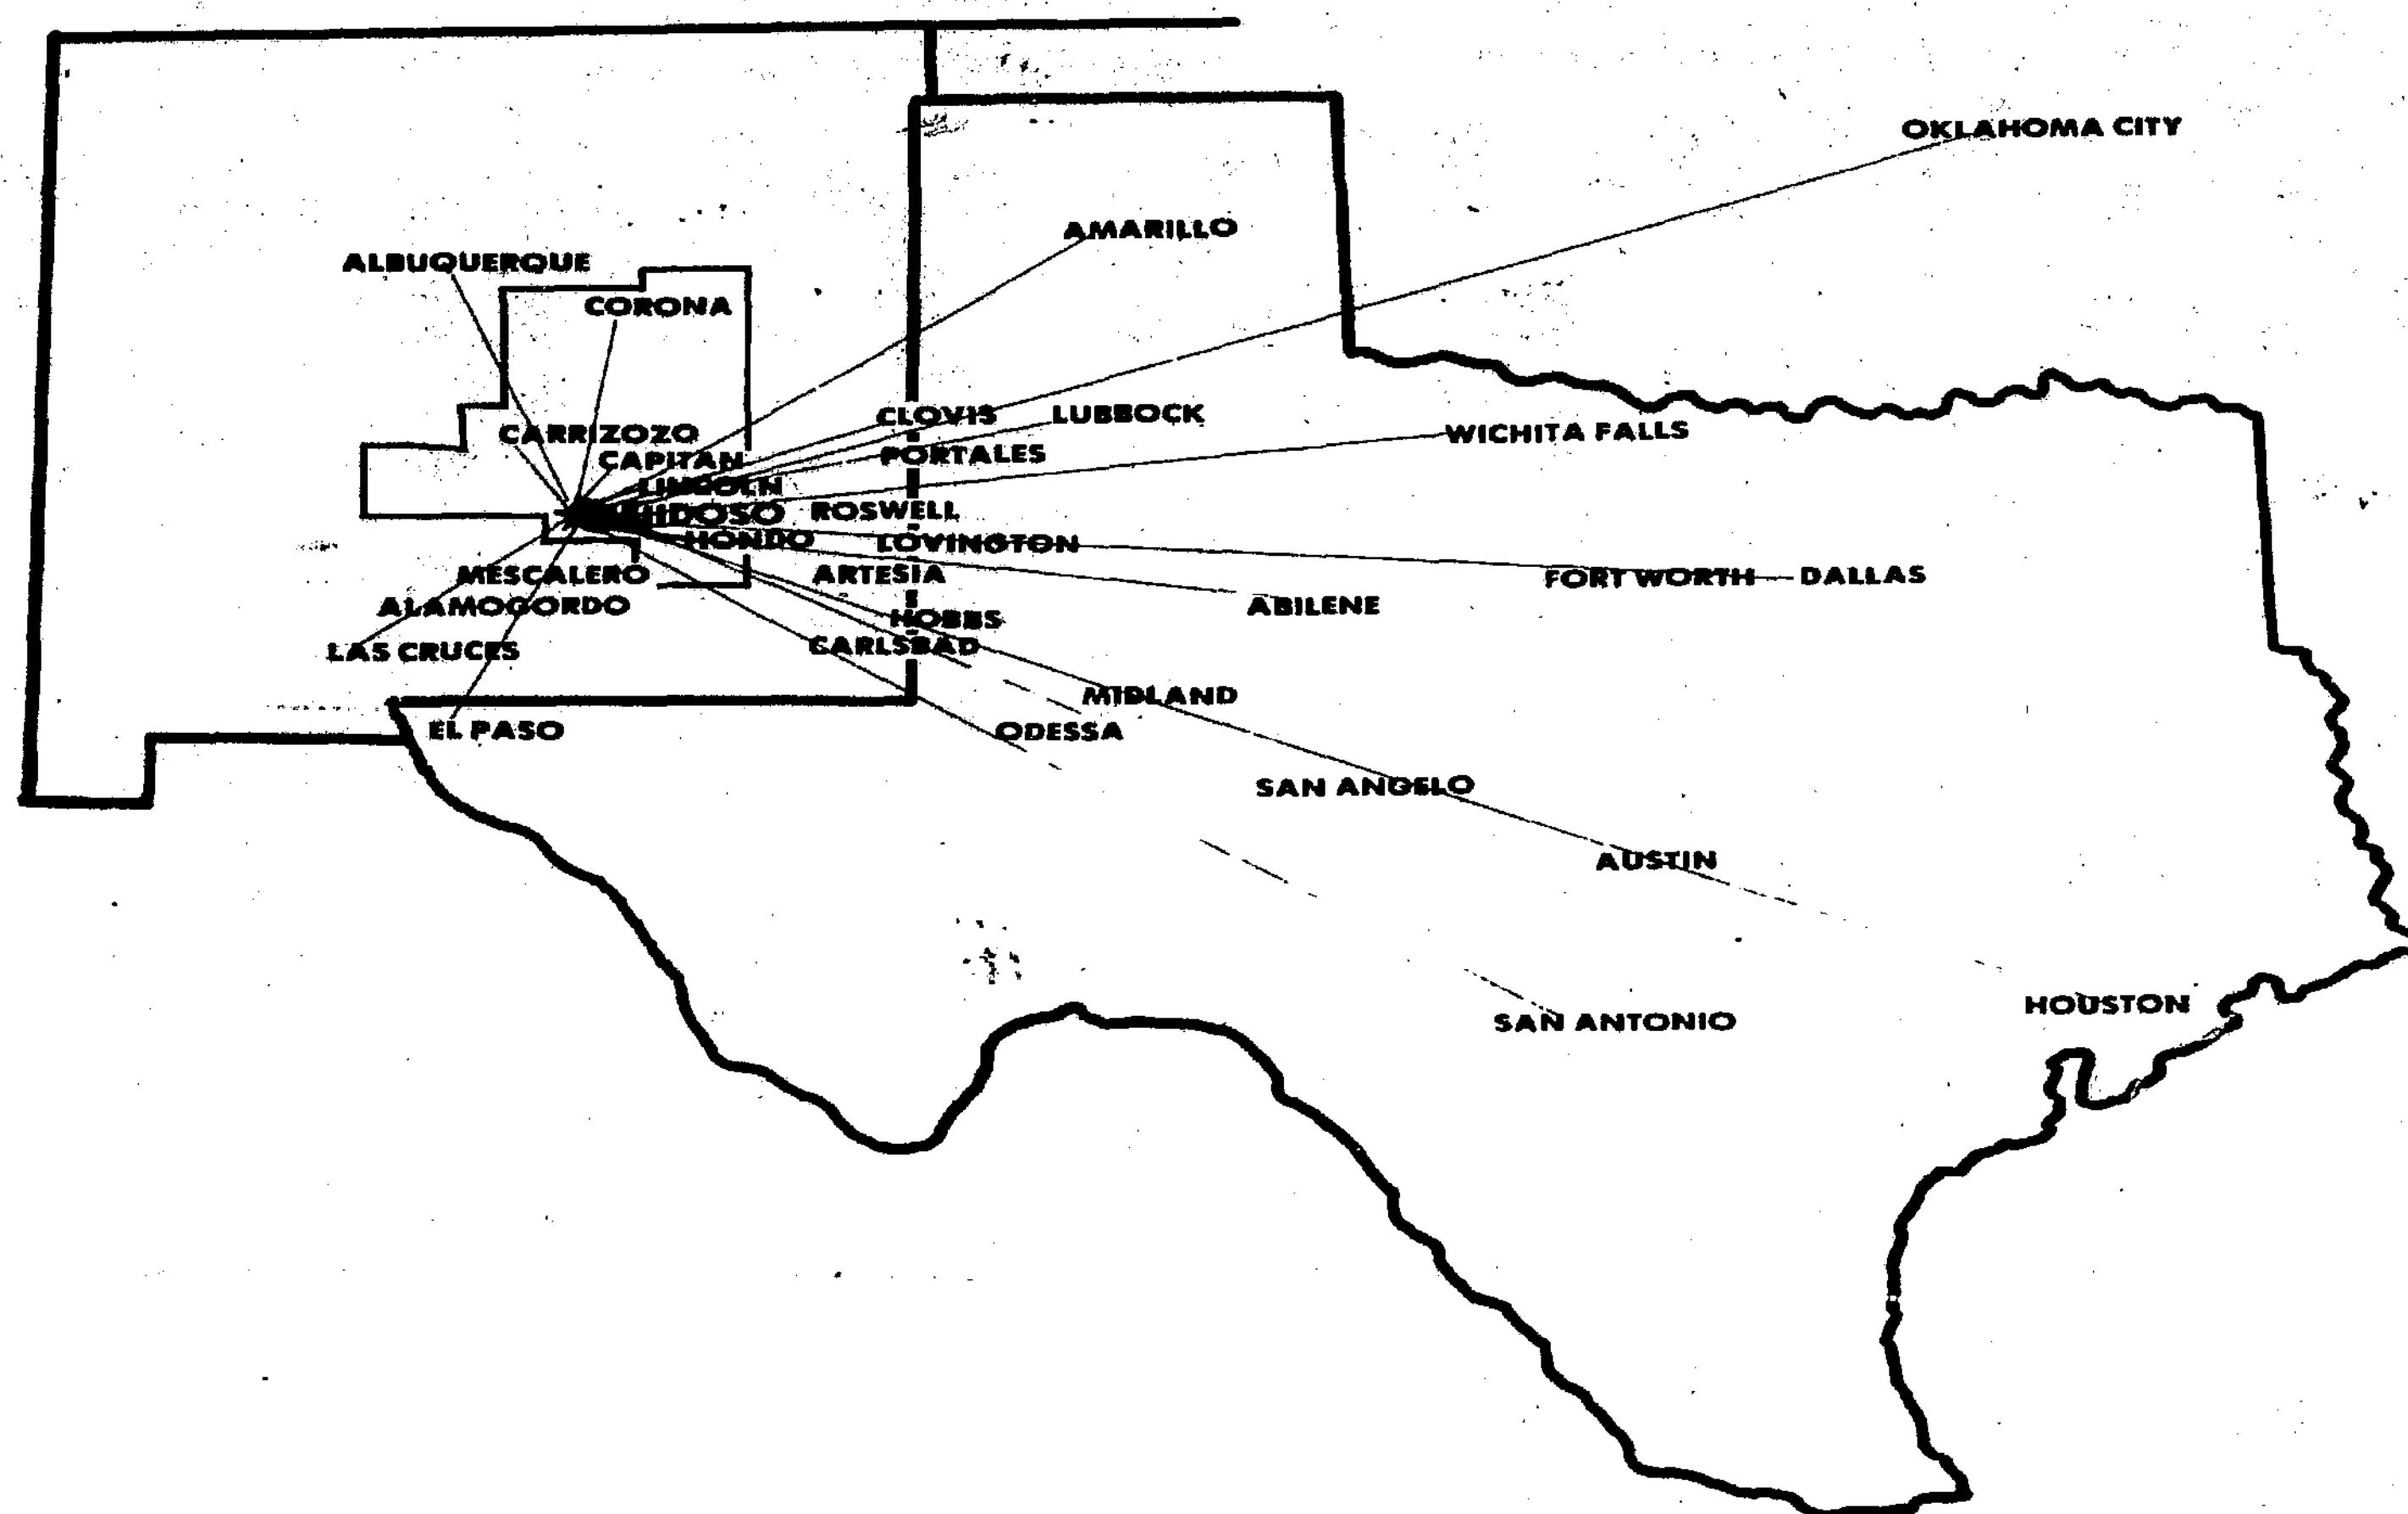 OKLAHOMA CITY
AMARILLO
ALBUQUERQUE
CORONA
CLOVIS
LUBBOCK
CARRIZOZO
WICHITA FALLS
CAPITAN
PORTALES
LINCOLN
ROSWELL
HONDO
LOVINGTON
MESCALERO
ARTESIA
FORT WORTH
DALLAS
ALAMOGORDO
ABILENE
HOBBS
LAS CRUCES
CARLSBAD
MIDLAND
EL PASO
ODESSA
SAN ANGELO
AUSTIN
HOUSTON
SAN ANTONIO